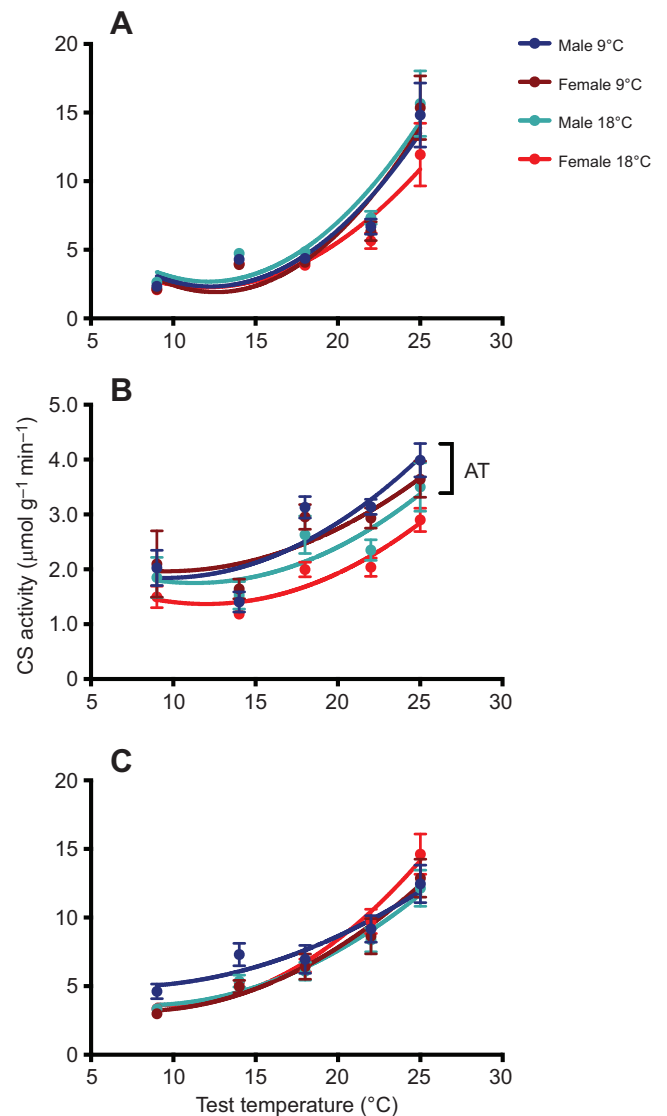 A
20
15
10
5
0
5 10 15 20 25 30
Male 9°C
Female 9°C
Male 18°C
Female 18°C
B
5.0
4.0
3.0
2.0
1.0
0
5 10 15 20 25 30
AT
CS activity (μmol g⁻¹ min⁻¹)
C
20
15
10
5
0
5 10 15 20 25 30
Test temperature (°C)